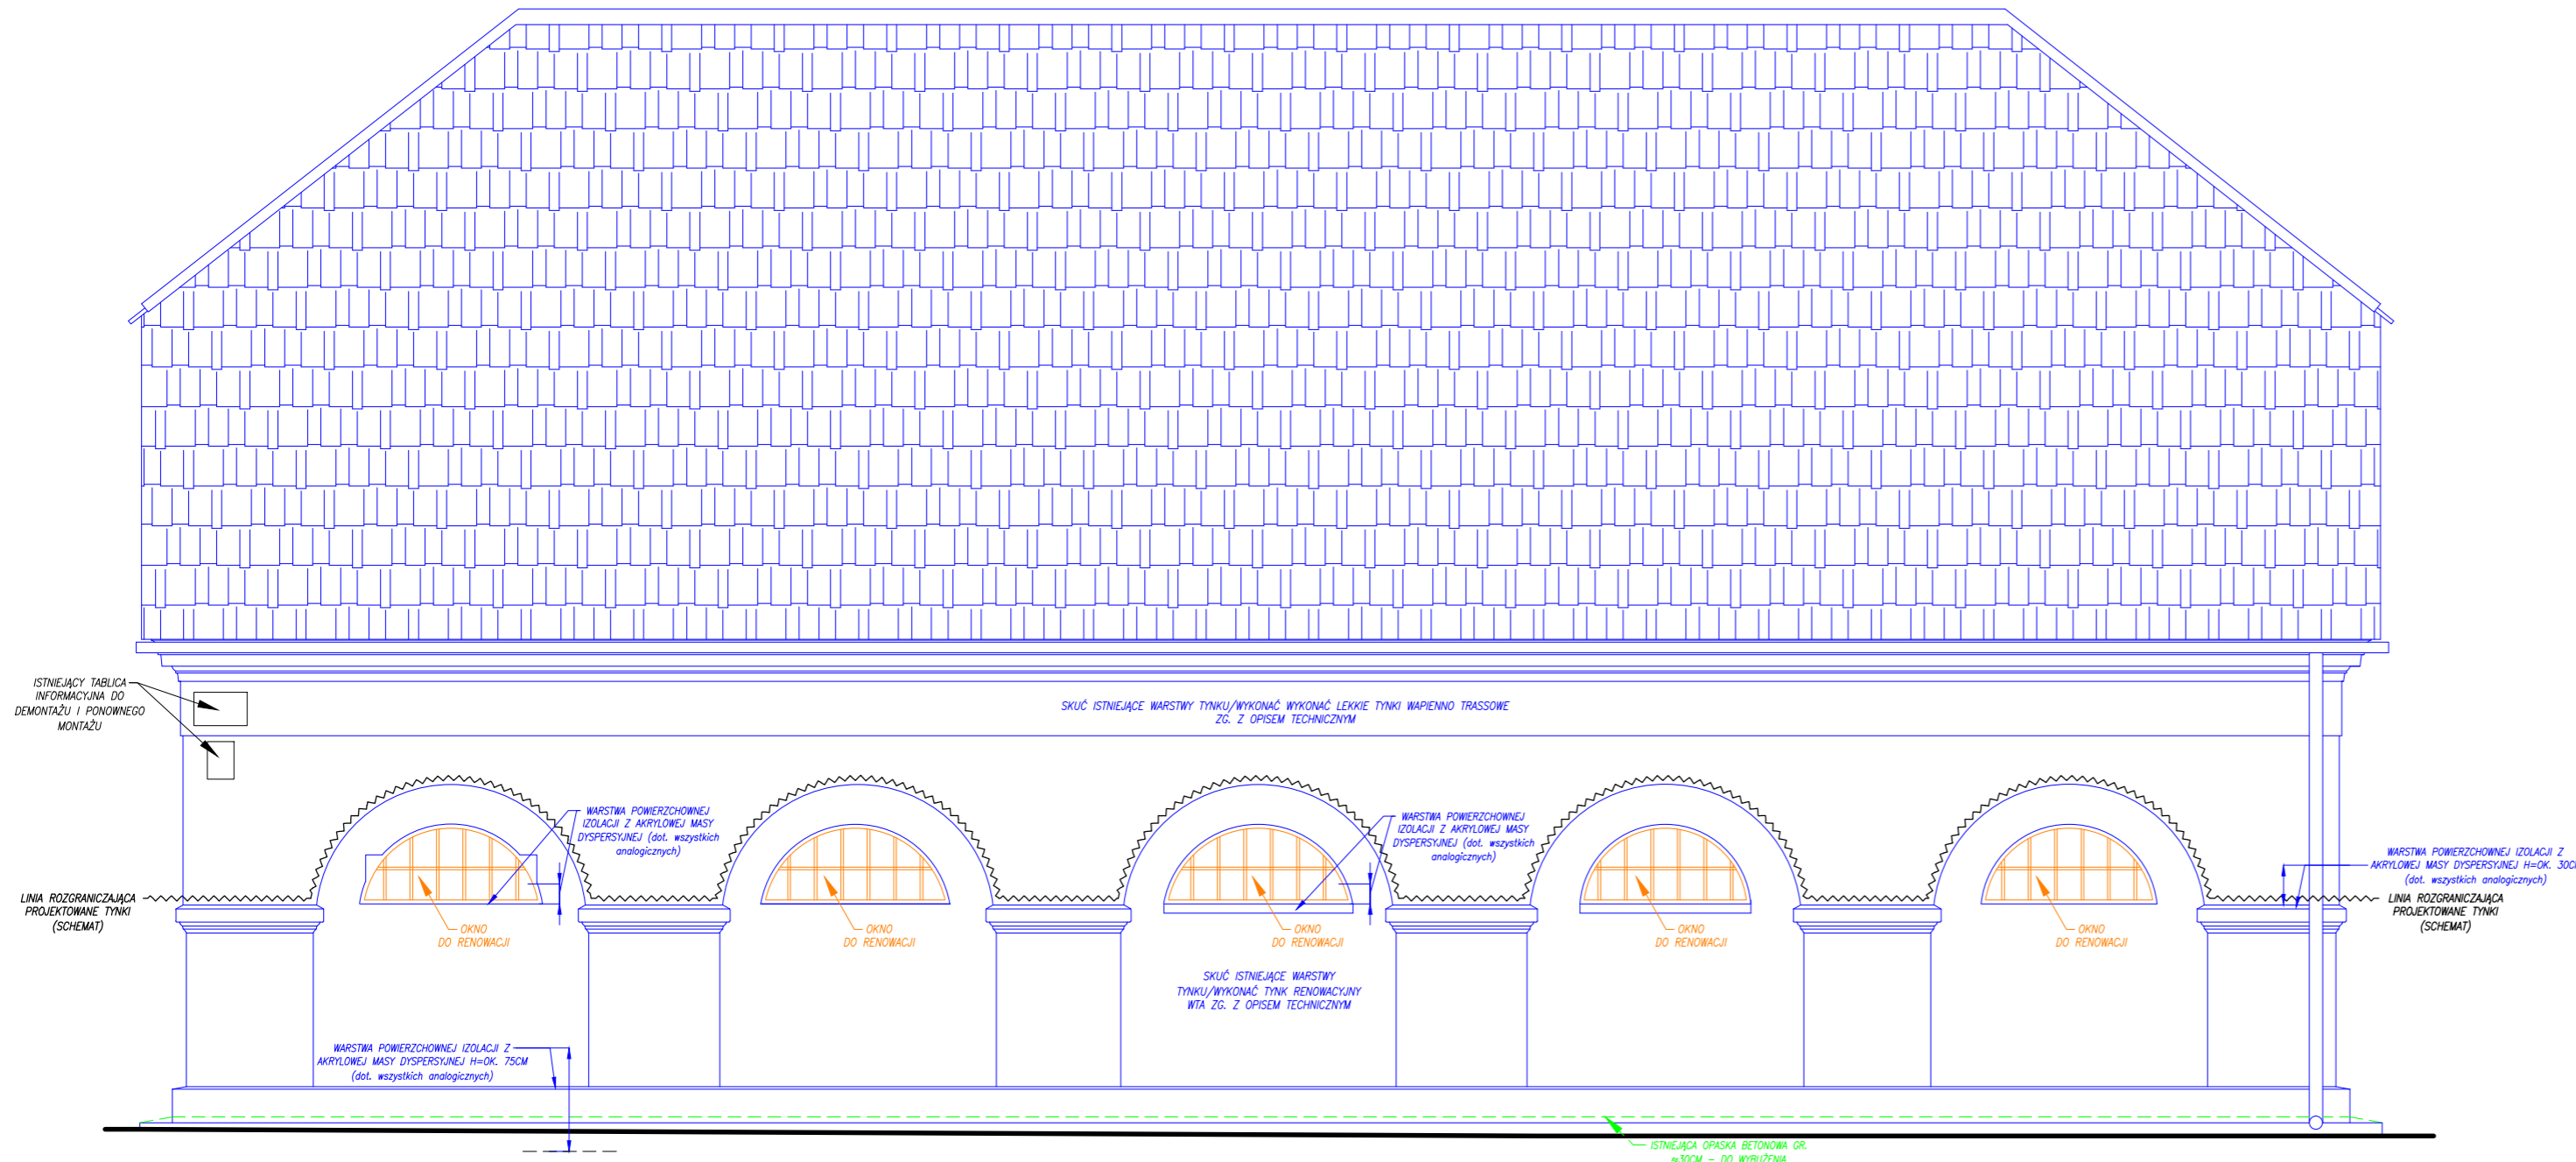 ISTNIEJĄCY TABLICA
INFORMACYJNA DO
DEMONTAŻU I PONOWNEGO
MONTAŻU
SKUĆ ISTNIEJĄCE WARSTWY TYNKU/WYKONAĆ WYKONAĆ LEKKIE TYNKI WAPIENNO TRASSOWE
ZG. Z OPISEM TECHNICZNYM
WARSTWA POWIERZCHOWNEJ
IZOLACJI Z AKRYLOWEJ MASY
DYSPERSYJNEJ (dot. wszystkich
analogicznych)
WARSTWA POWIERZCHOWNEJ
IZOLACJI Z AKRYLOWEJ MASY
DYSPERSYJNEJ (dot. wszystkich
analogicznych)
WARSTWA POWIERZCHOWNEJ IZOLACJI Z
AKRYLOWEJ MASY DYSPERSYJNEJ H=OK. 30C
(dot. wszystkich analogicznych)
LINIA ROZGRANICZAJĄCA
PROJEKTOWANE TYNKI
(SCHEMAT)
LINIA ROZGRANICZAJĄCA
PROJEKTOWANE TYNKI
(SCHEMAT)
OKNO
DO RENOWACJI
OKNO
DO RENOWACJI
OKNO
DO RENOWACJI
OKNO
DO RENOWACJI
OKNO
DO RENOWACJI
SKUĆ ISTNIEJĄCE WARSTWY
TYNKU/WYKONAĆ TYNK RENOWACYJNY
WTA ZG. Z OPISEM TECHNICZNYM
WARSTWA POWIERZCHOWNEJ IZOLACJI Z
AKRYLOWEJ MASY DYSPERSYJNEJ H=OK. 75CM
(dot. wszystkich analogicznych)
ISTNIEJĄCA OPASKA BETONOWA GR.
≈30CM - DO WYBURZENIA